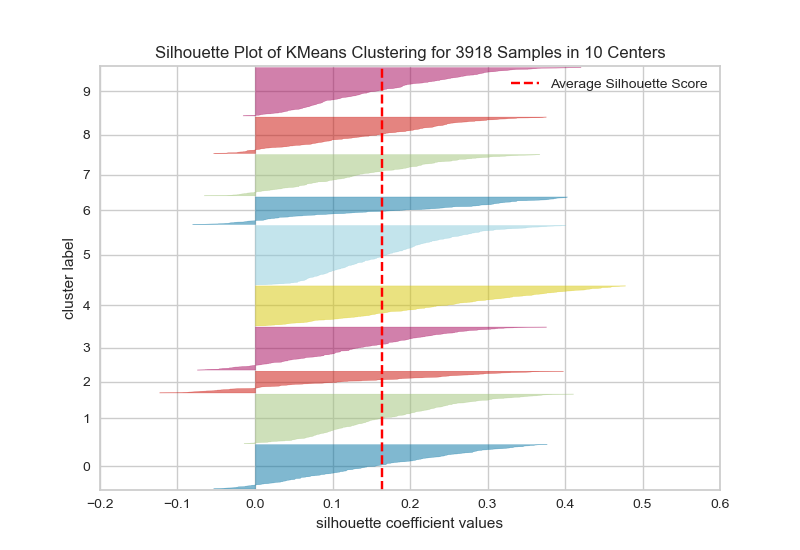 Silhouette Plot of KMeans Clustering for 3918 Samples in 10 Centers
Average Silhouette Score
9
8
7
6
5
4
3
2
1
0
cluster label
−0.2 −0.1 0.0 0.1 0.2 0.3 0.4 0.5 0.6
silhouette coefficient values